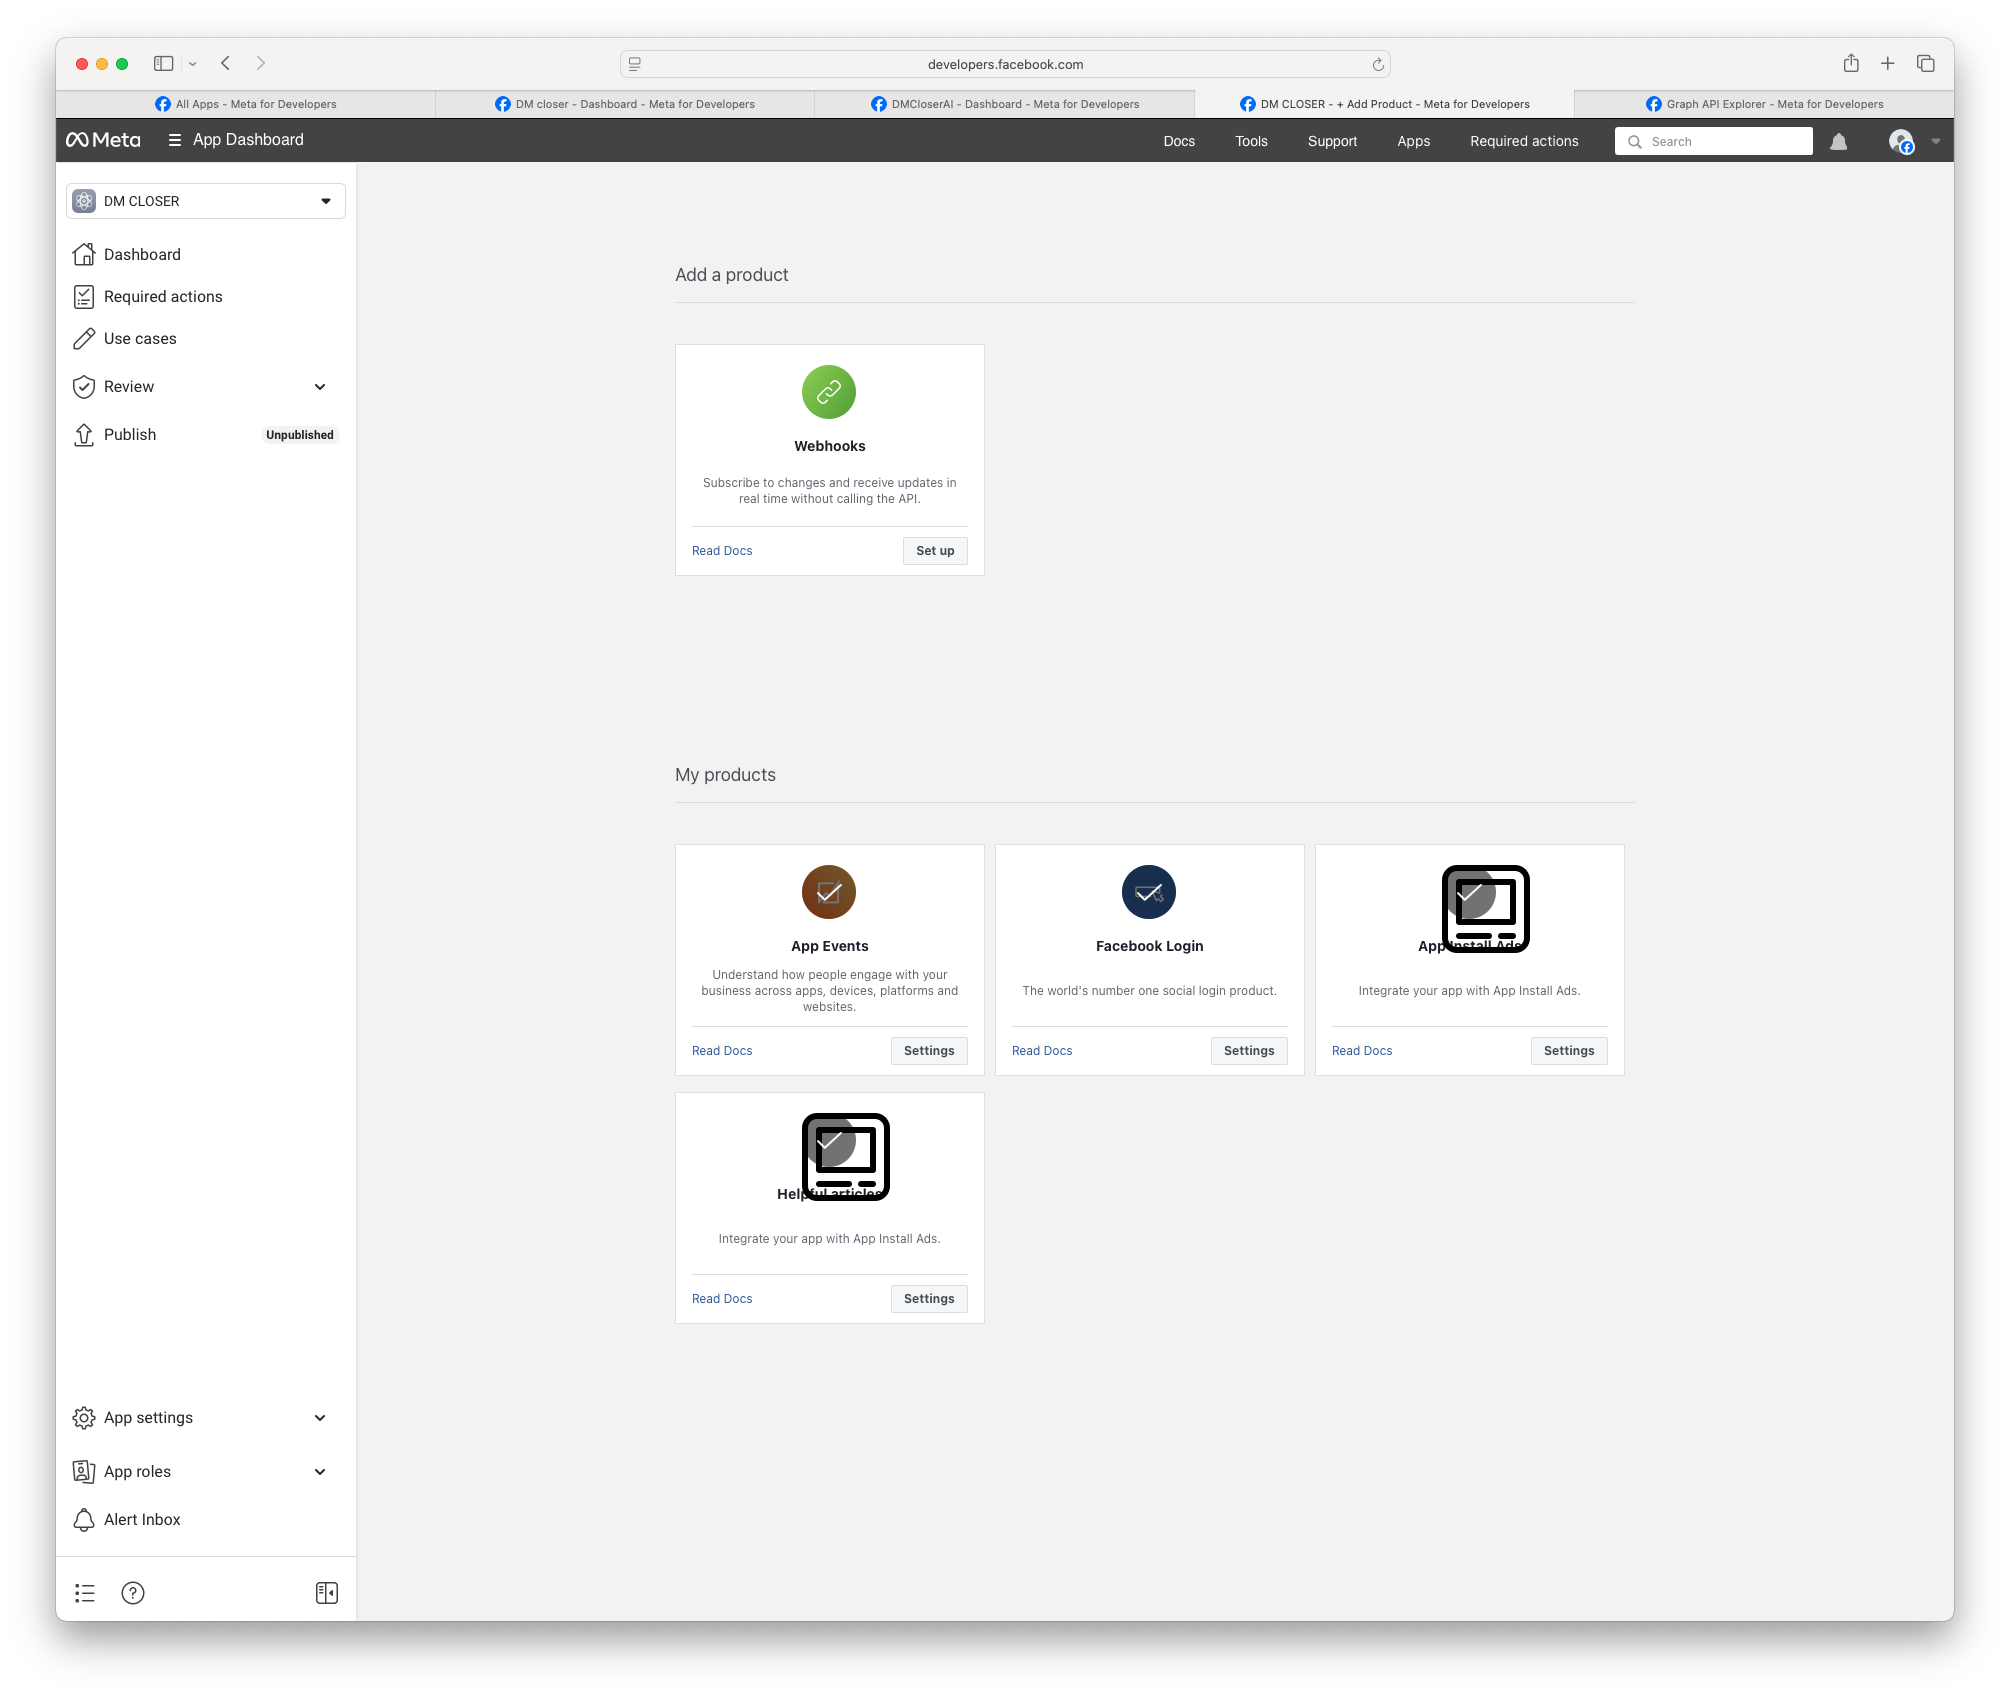 developers.facebook.com
All Apps - Meta for Developers
DM closer - Dashboard - Meta for Developers
DMCloserAI - Dashboard - Meta for Developers
DM CLOSER - + Add Product - Meta for Developers
Graph API Explorer - Meta for Developers
Meta
App Dashboard
Docs
Tools
Support
Apps
Required actions
Search
DM CLOSER
Dashboard
Required actions
Use cases
Review
Publish
Unpublished
App settings
App roles
Alert Inbox
Add a product
Webhooks
Subscribe to changes and receive updates in
real time without calling the API.
Read Docs
Set up
My products
App Events
Understand how people engage with your
business across apps, devices, platforms and
websites.
Read Docs
Settings
Facebook Login
The world's number one social login product.
Read Docs
Settings
App Install Ads
Integrate your app with App Install Ads.
Read Docs
Settings
Helpful articles
Integrate your app with App Install Ads.
Read Docs
Settings